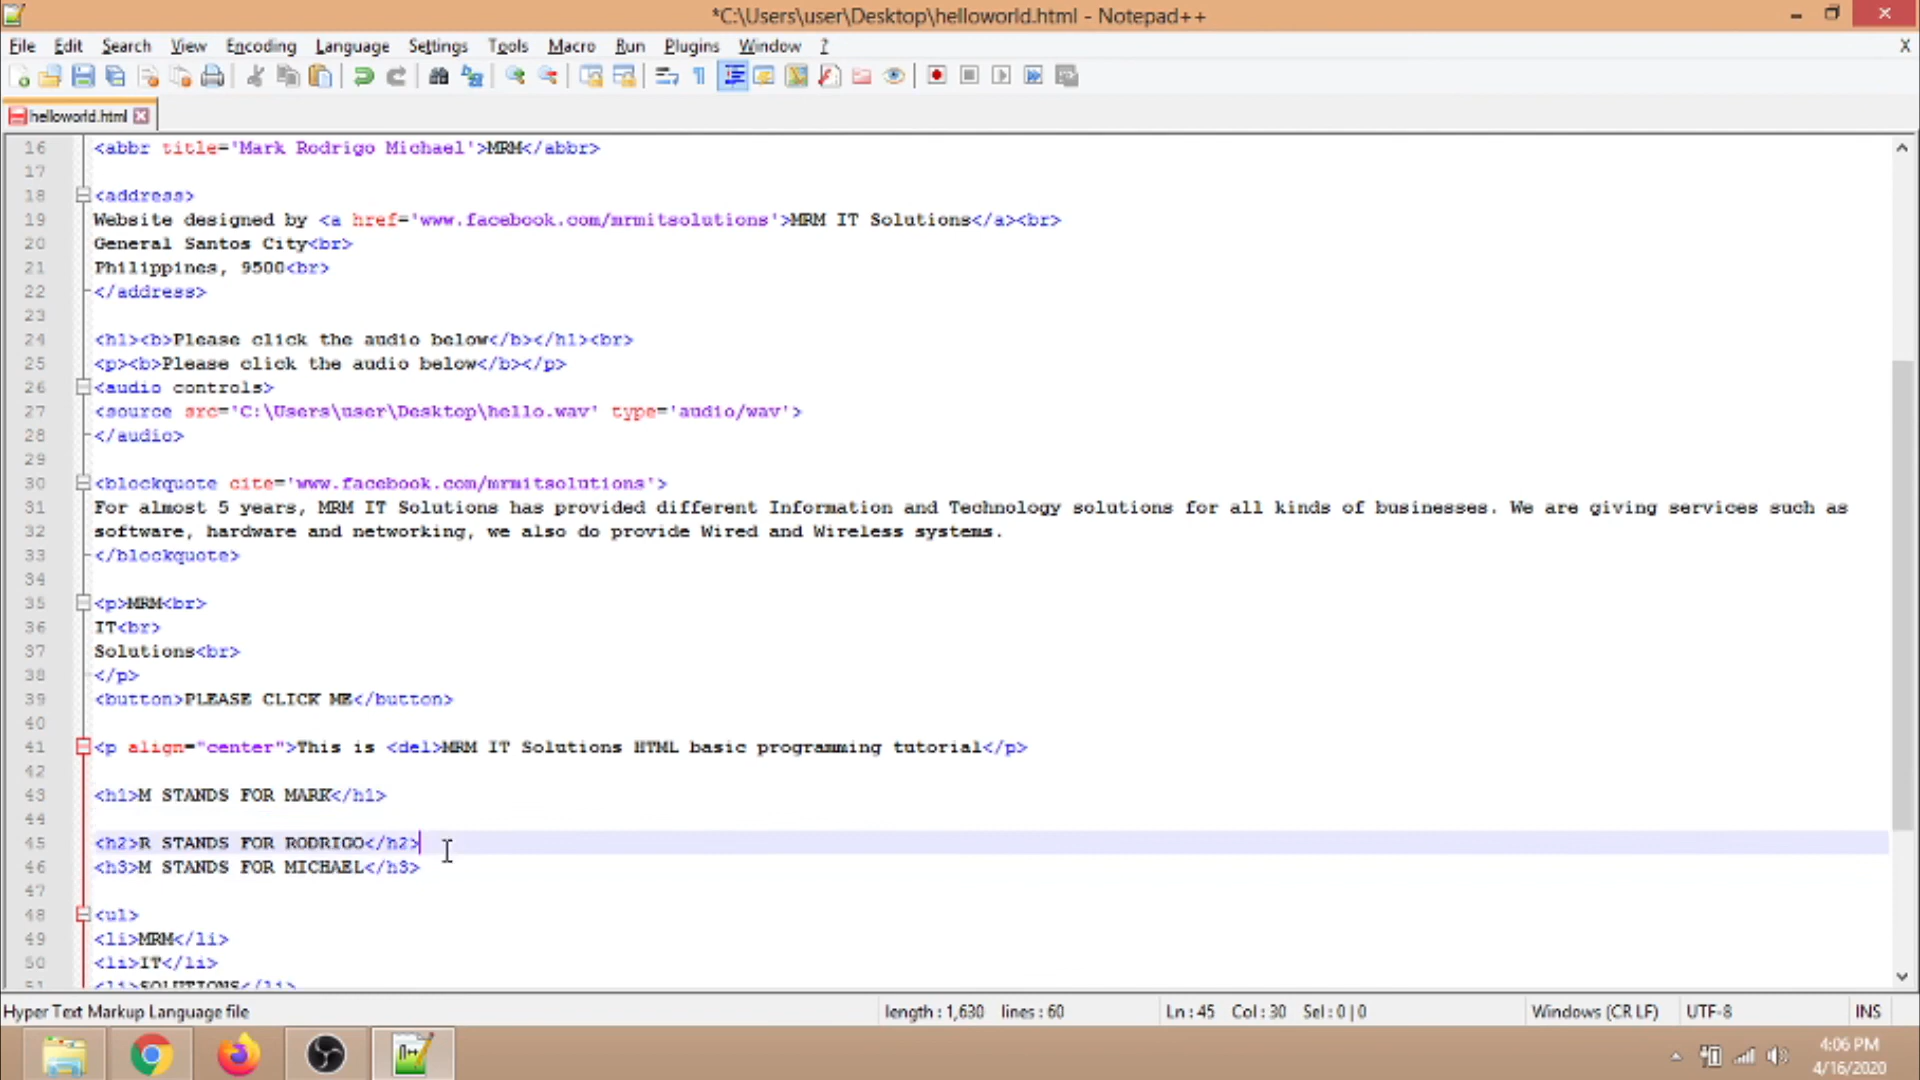 *C:\Users\user\Desktop\helloworld.html - Notepad++
File Edit Search View Encoding Language Settings Tools Macro Run Plugins Window ? X
helloworld.html
16 <abbr title='Mark Rodrigo Michael'>MRM</abbr>
17
18 <address>
19 Website designed by <a href='www.facebook.com/mrmitsolutions'>MRM IT Solutions</a><br>
20 General Santos City<br>
21 Philippines, 9500<br>
22 </address>
23
24 <h1><b>Please click the audio below</b></h1><br>
25 <p><b>Please click the audio below</b></p>
26 <audio controls>
27 <source src='C:\Users\user\Desktop\hello.wav' type='audio/wav'>
28 </audio>
29
30 <blockquote cite='www.facebook.com/mrmitsolutions'>
31 For almost 5 years, MRM IT Solutions has provided different Information and Technology solutions for all kinds of businesses. We are giving services such as
32 software, hardware and networking, we also do provide Wired and Wireless systems.
33 </blockquote>
34
35 <p>MRM<br>
36 IT<br>
37 Solutions<br>
38 </p>
39 <button>PLEASE CLICK ME</button>
40
41 <p align="center">This is <del>MRM IT Solutions HTML basic programming tutorial</p>
42
43 <h1>M STANDS FOR MARK</h1>
44
45 <h2>R STANDS FOR RODRIGO</h2>
46 <h3>M STANDS FOR MICHAEL</h3>
47
48 <ul>
49 <li>MRM</li>
50 <li>IT</li>
51 <li>SOLUTIONS</li>
Hyper Text Markup Language file length : 1,630 lines : 60 Ln : 45 Col : 30 Sel : 0 | 0 Windows (CR LF) UTF-8 INS
4:06 PM
4/16/2020